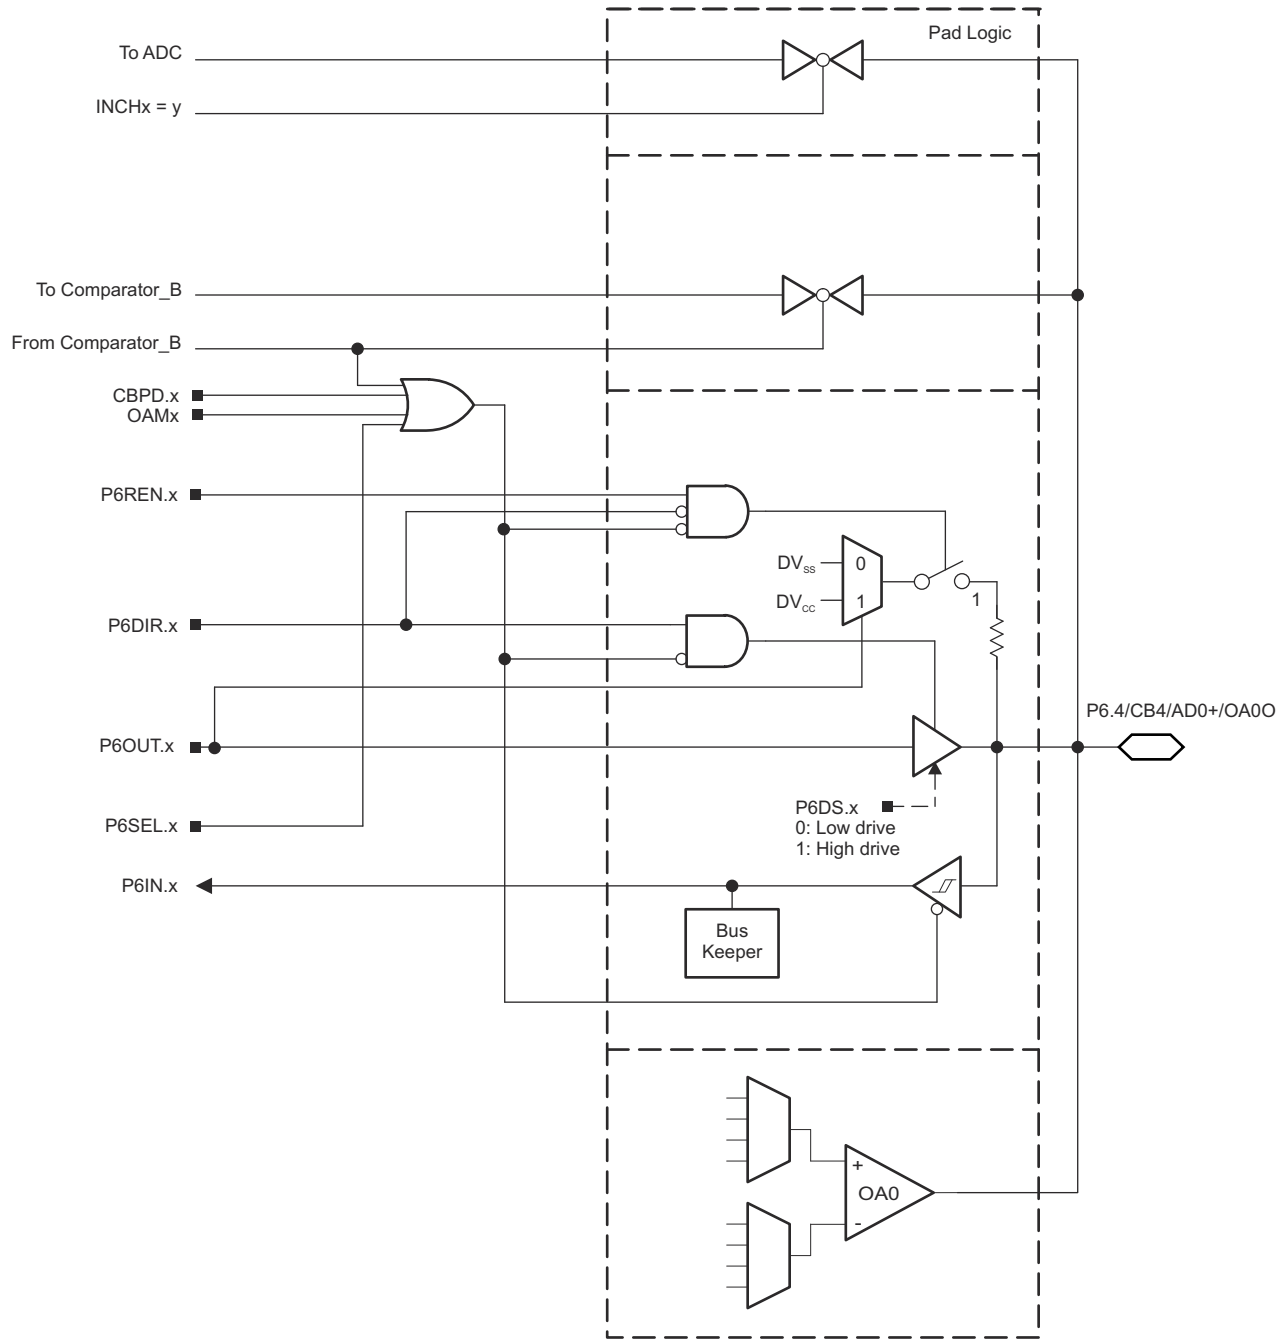 Pad Logic
To ADC
INCHx = y
To Comparator_B
From Comparator_B
CBPD.x
OAMx
P6REN.x
DVSS
0
DVCC
1
1
P6DIR.x
P6.4/CB4/AD0+/OA0O
P6OUT.x
P6DS.x
0: Low drive
1: High drive
P6SEL.x
P6IN.x
Bus
Keeper
+
OA0
-